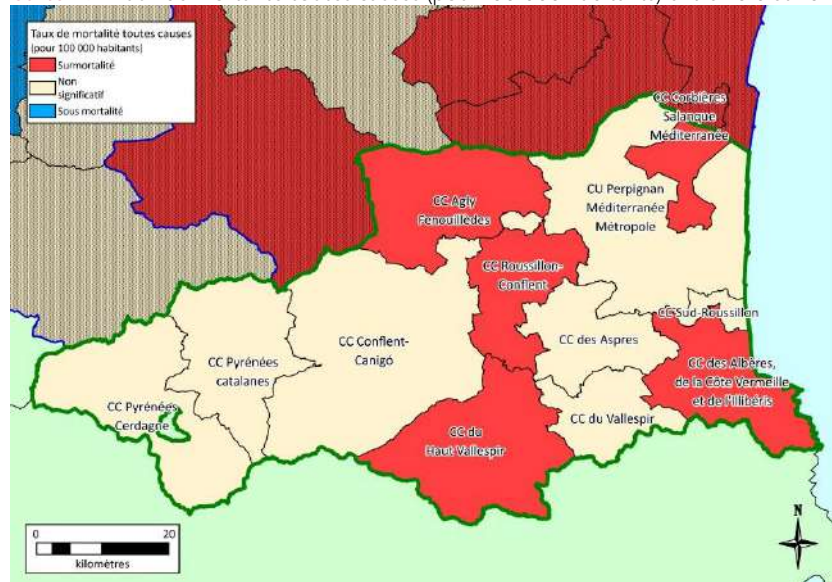 Taux de mortalité toutes causes
(pour 100 000 habitants)
Surmortalité
Non
significatif
Sous mortalité
CC Corbières
Salanque
Méditerranée
CC Agly
Fenouillèdes
CU Perpignan
Méditerranée
Métropole
CC Roussillon-
Conflent
CC Sud-Roussillon
CC Conflent-
Canigó
CC des Aspres
CC Pyrénées
catalanes
CC des Albères,
de la Côte Vermeille
et de l'Illibéris
CC Pyrénées
Cerdagne
CC du Vallespir
CC du
Haut Vallespir
N
0 20
kilomètres